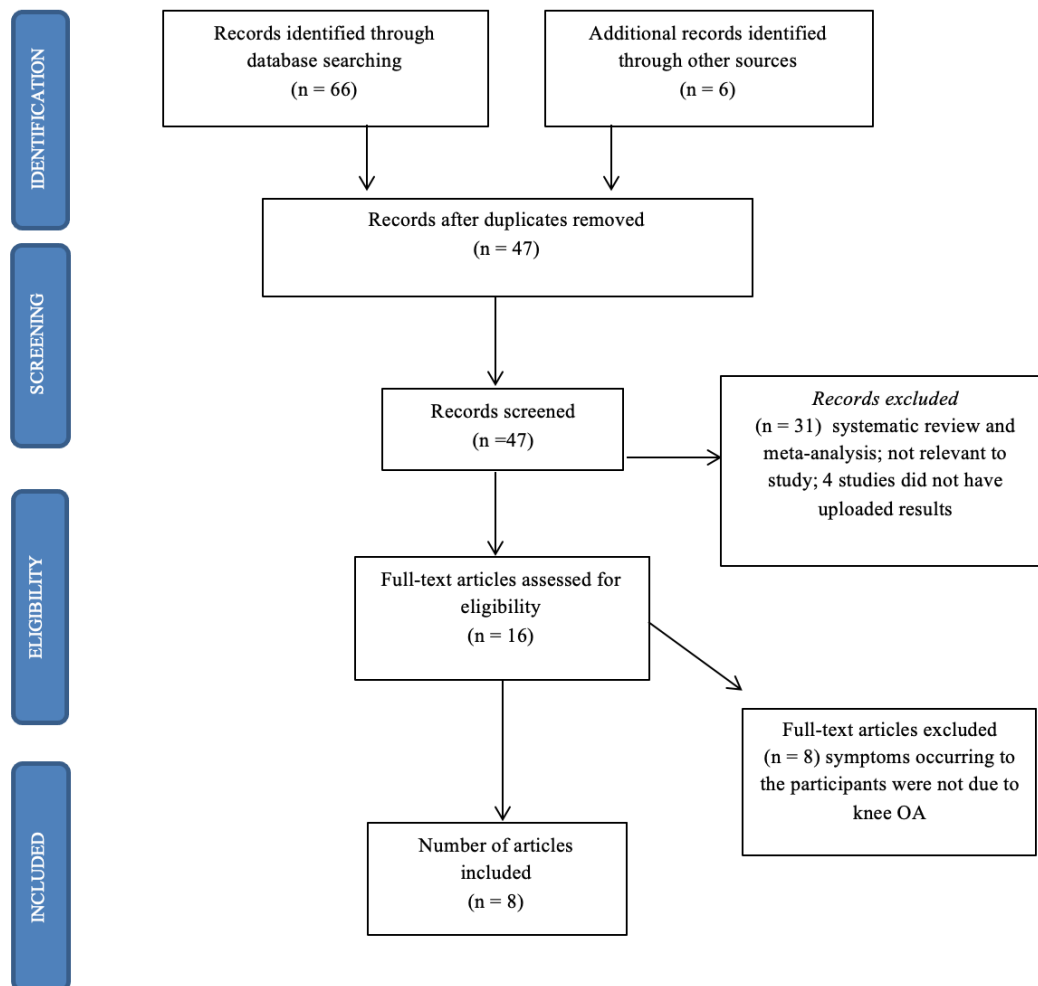 IDENTIFICATION
Records identified through
database searching
(n = 66)
Additional records identified
through other sources
(n = 6)
Records after duplicates removed
(n = 47)
SCREENING
Records screened
(n =47)
Records excluded
(n = 31)  systematic review and
meta-analysis; not relevant to
study; 4 studies did not have
uploaded results
ELIGIBILITY
Full-text articles assessed for
eligibility
(n = 16)
Full-text articles excluded
(n = 8) symptoms occurring to
the participants were not due to
knee OA
INCLUDED
Number of articles
included
(n = 8)